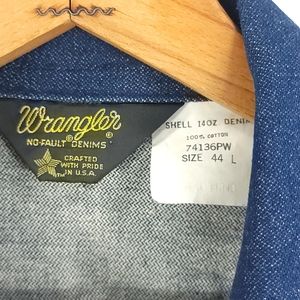 Wrangler®
NO-FAULT® DENIMS®
CRAFTED
WITH PRIDE
IN U.S.A.
SHELL 14OZ. DENIM
100% COTTON
74136PW
SIZE 44 L